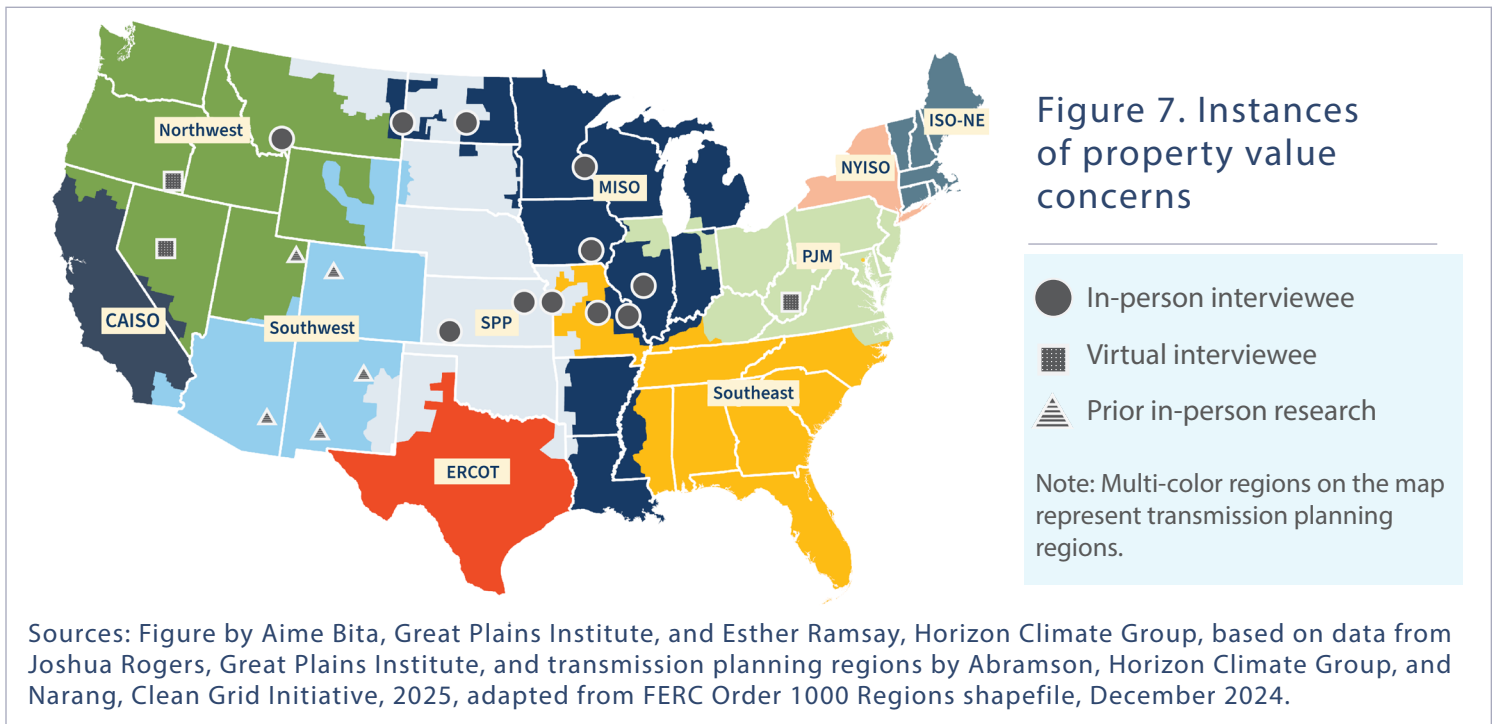 Figure 7. Instances
of property value
concerns
In-person interviewee
Virtual interviewee
Prior in-person research
Note: Multi-color regions on the map
represent transmission planning
regions.
Northwest
ISO-NE
NYISO
MISO
PJM
CAISO
Southwest
SPP
Southeast
ERCOT
Sources: Figure by Aime Bita, Great Plains Institute, and Esther Ramsay, Horizon Climate Group, based on data from
Joshua Rogers, Great Plains Institute, and transmission planning regions by Abramson, Horizon Climate Group, and
Narang, Clean Grid Initiative, 2025, adapted from FERC Order 1000 Regions shapefile, December 2024.